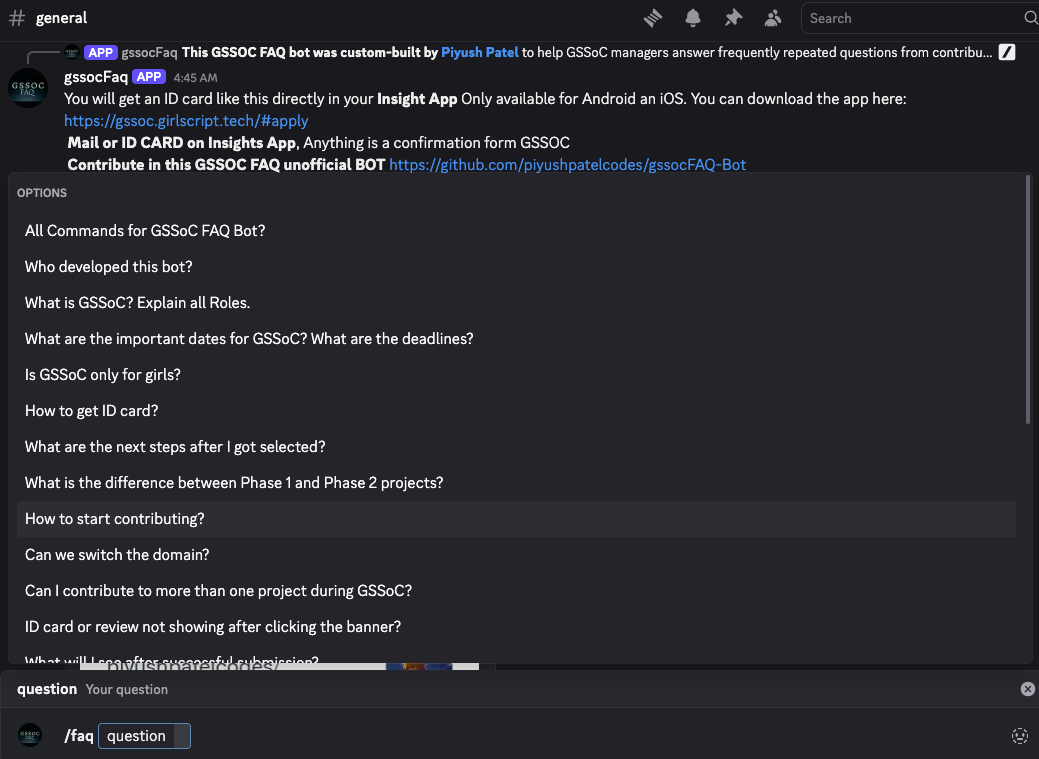 # general
Search
APP gssocFaq This GSSOC FAQ bot was custom-built by Piyush Patel to help GSSoC managers answer frequently repeated questions from contribu...
gssocFaq APP 4:45 AM
GSSOC
FAQ
You will get an ID card like this directly in your Insight App Only available for Android an iOS. You can download the app here:
https://gssoc.girlscript.tech/#apply
Mail or ID CARD on Insights App, Anything is a confirmation form GSSOC
Contribute in this GSSOC FAQ unofficial BOT https://github.com/piyushpatelcodes/gssocFAQ-Bot
OPTIONS
All Commands for GSSoC FAQ Bot?
Who developed this bot?
What is GSSoC? Explain all Roles.
What are the important dates for GSSoC? What are the deadlines?
Is GSSoC only for girls?
How to get ID card?
What are the next steps after I got selected?
What is the difference between Phase 1 and Phase 2 projects?
How to start contributing?
Can we switch the domain?
Can I contribute to more than one project during GSSoC?
ID card or review not showing after clicking the banner?
What will I see after successful submission?
piyushpatelcodes/
question Your question
/faq question